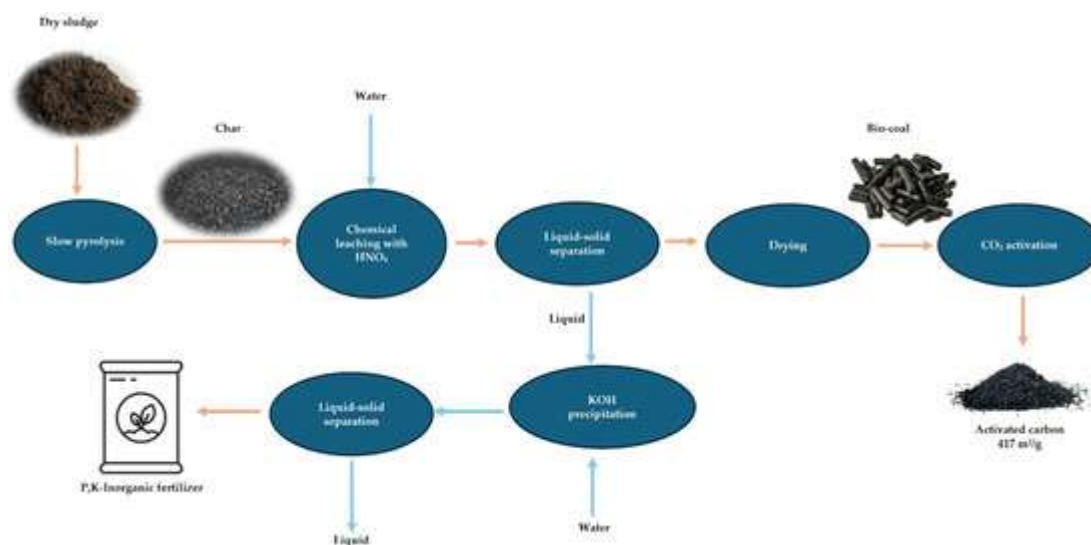 Dry sludge
Water
Char
Bio-coal
Slow pyrolysis
Chemical
leaching with
HNO₃
Liquid-solid
separation
Drying
CO₂ activation
Liquid
Liquid-solid
separation
KOH
precipitation
Activated carbon
417 m²/g
P,K-Inorganic fertilizer
Liquid
Water